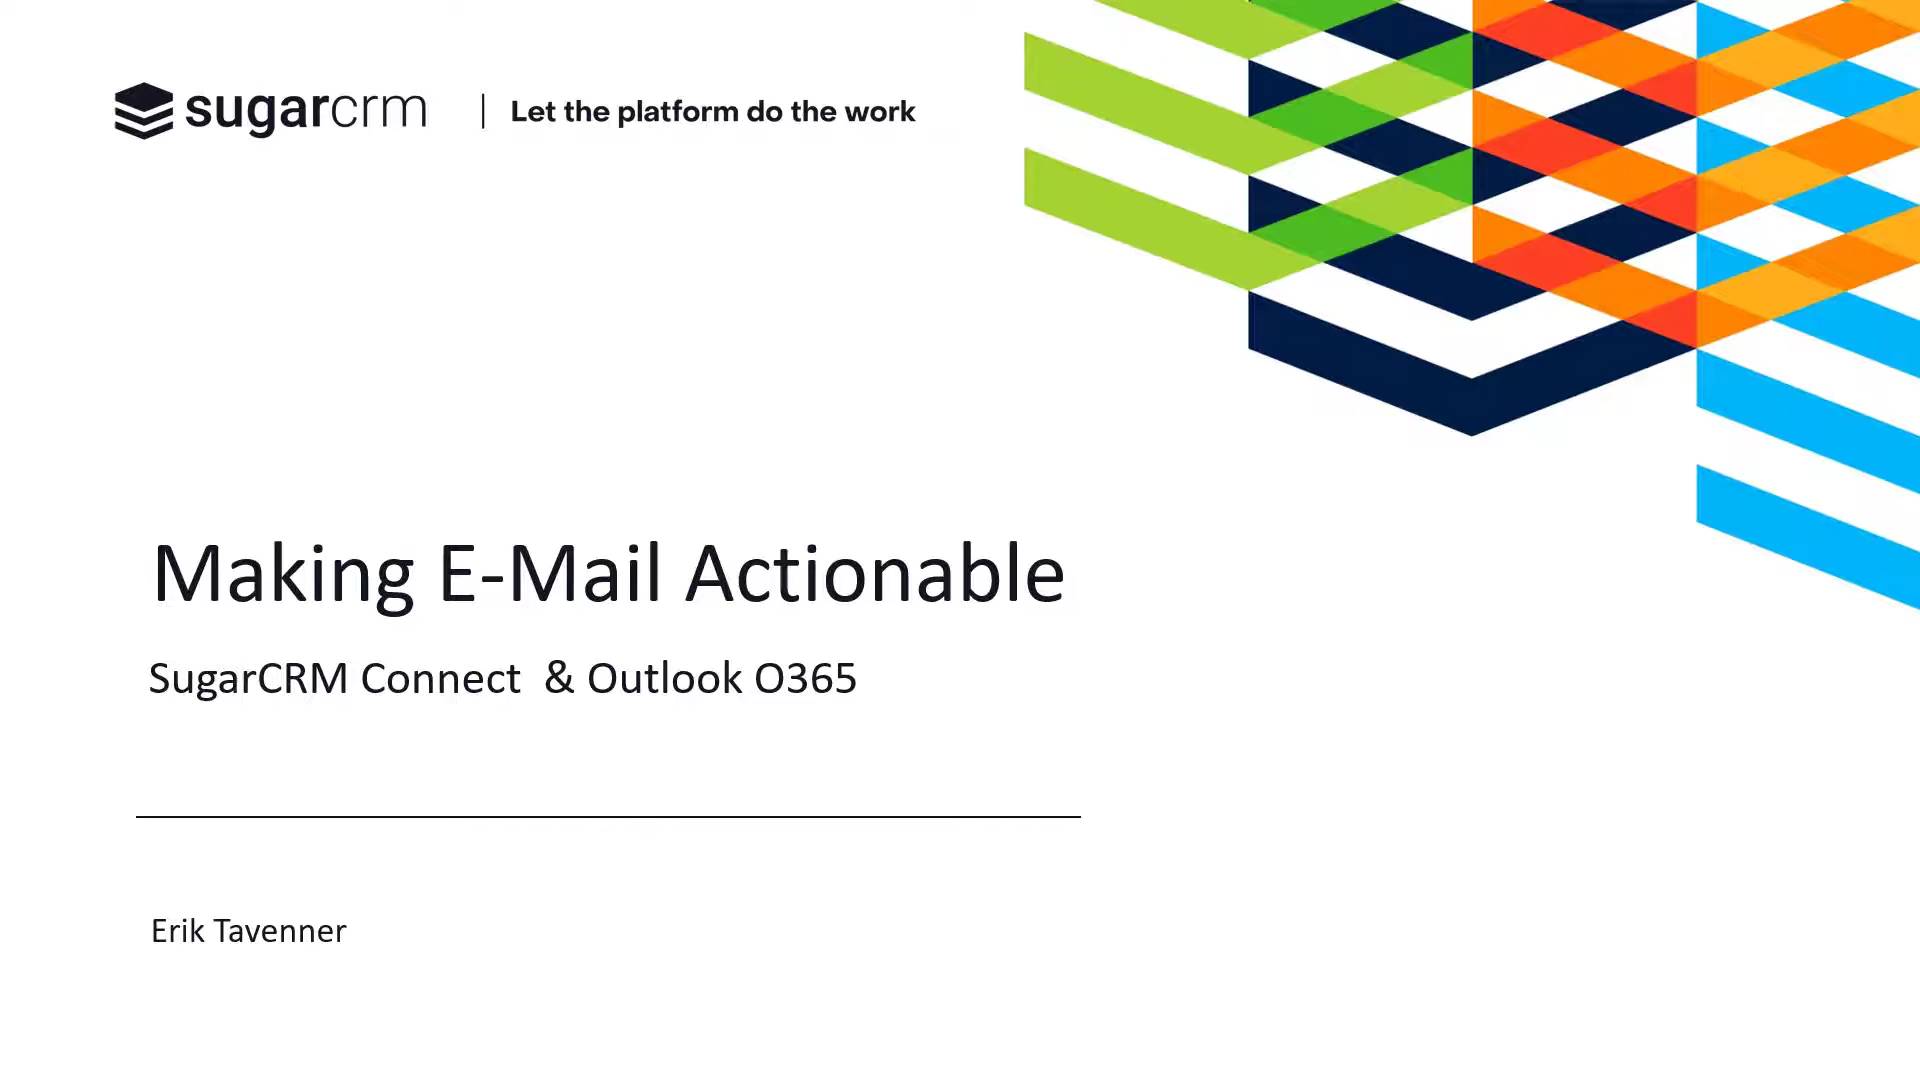 sugarcrm | Let the platform do the work
Making E-Mail Actionable
SugarCRM Connect & Outlook O365
Erik Tavenner